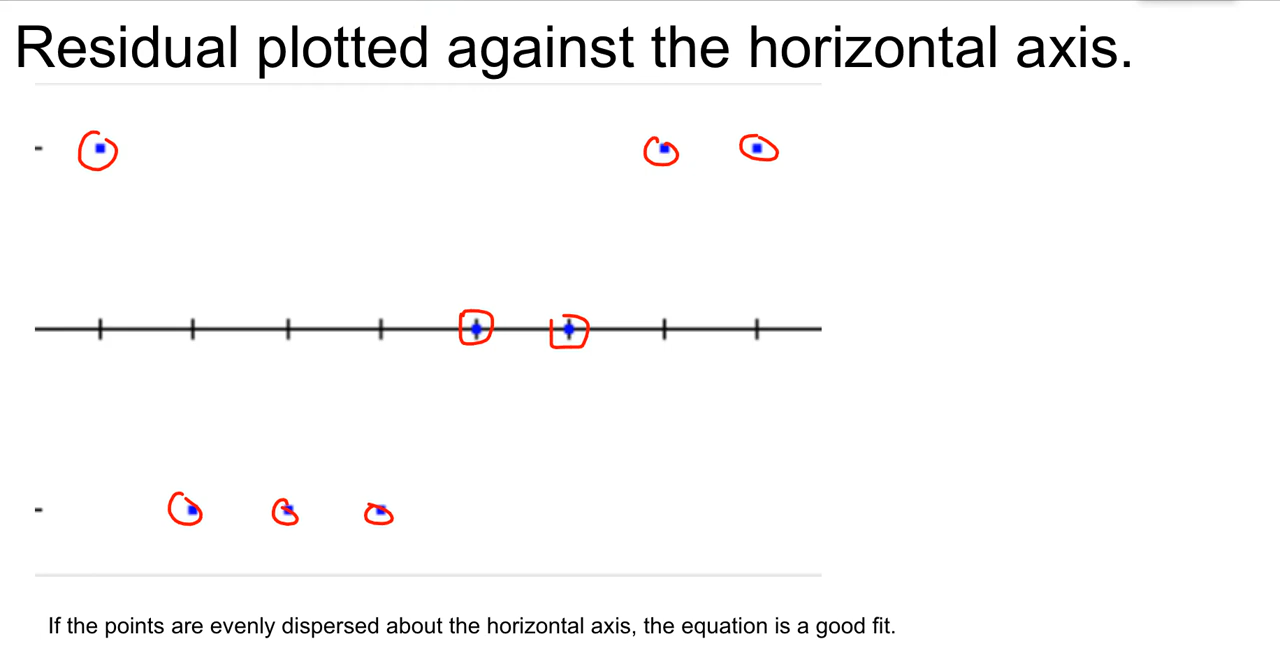 Residual plotted against the horizontal axis.
If the points are evenly dispersed about the horizontal axis, the equation is a good fit.